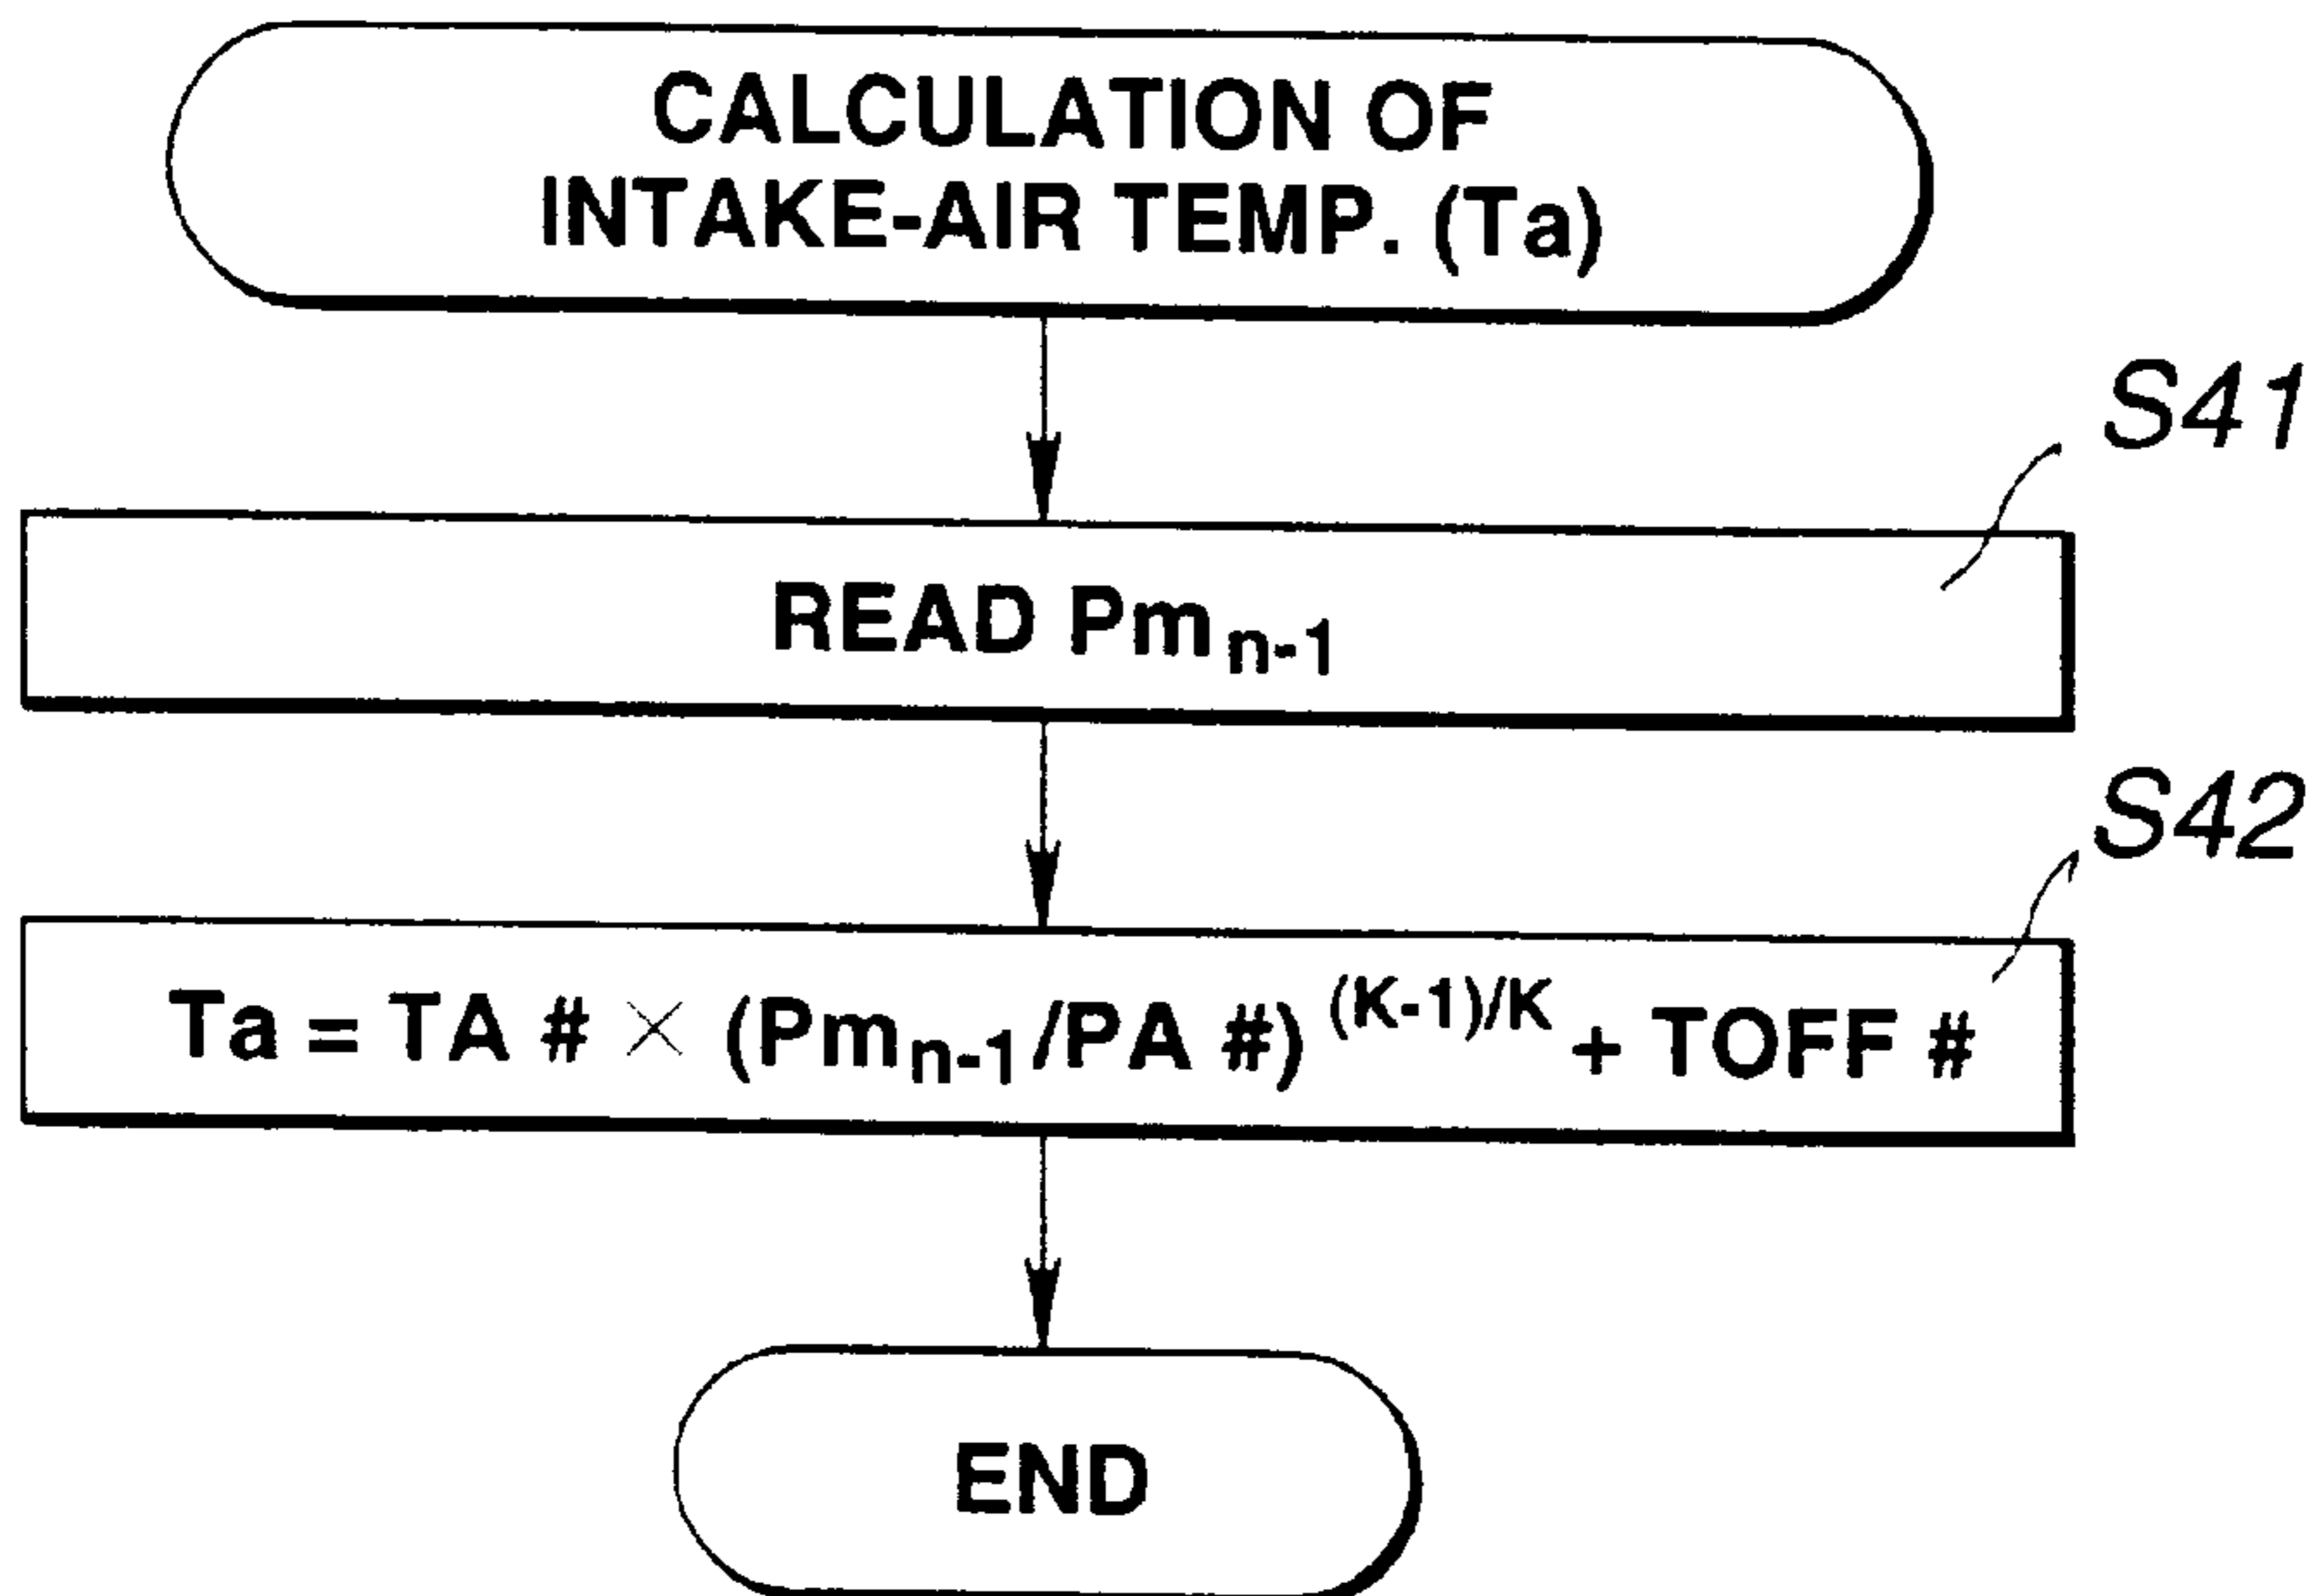 CALCULATION OF
INTAKE-AIR TEMP. (Ta)
S41
READ Pmn-1
S42
Ta = TA # × (Pmn-1/PA #)(K-1)/K + TOFF #
END